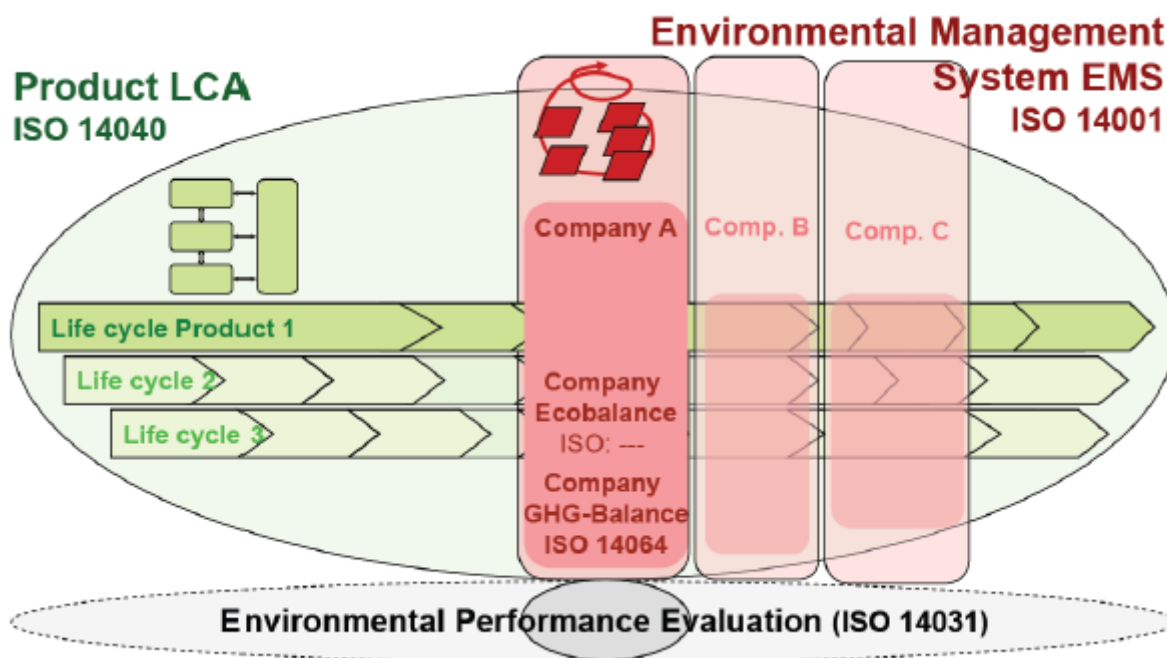 Environmental Management
System EMS
ISO 14001
Product LCA
ISO 14040
Company A
Comp. B
Comp. C
Life cycle Product 1
Life cycle 2
Life cycle 3
Company
Ecobalance
ISO: ---
Company
GHG-Balance
ISO 14064
Environmental Performance Evaluation (ISO 14031)